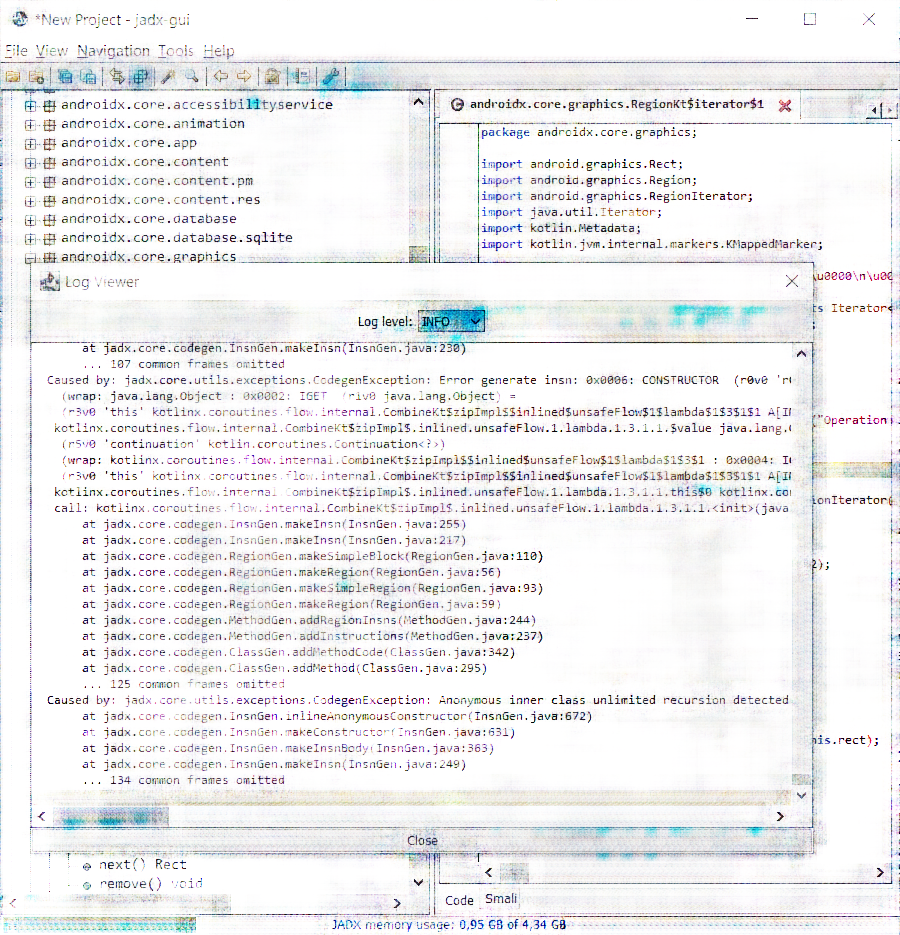 *New Project - jadx-gui
File View Navigation Tools Help
androidx.core.accessibilityservice
androidx.core.animation
androidx.core.app
androidx.core.content
androidx.core.content.pm
androidx.core.content.res
androidx.core.database
androidx.core.database.sqlite
androidx.core.graphics
androidx.core.graphics.RegionKt$iterator$1
package androidx.core.graphics;
import android.graphics.Rect;
import android.graphics.Region;
import android.graphics.RegionIterator;
import java.util.Iterator;
import kotlin.Metadata;
import kotlin.jvm.internal.markers.KMappedMarker;
\u0000\n\u00
ts Iterator<
("Operation
ionIterator(
2);
his.rect);
Log Viewer
Log level: INFO
at jadx.core.codegen.InsnGen.makeInsn(InsnGen.java:230)
... 107 common frames omitted
Caused by: jadx.core.utils.exceptions.CodegenException: Error generate insn: 0x0006: CONSTRUCTOR (r0v0 'r
(wrap: java.lang.Object : 0x0002: IGET (r1v0 java.lang.Object) =
(r3v0 'this' kotlinx.coroutines.flow.internal.CombineKt$zipImpl$$inlined$unsafeFlow$1$lambda$1$3$1$1 A[I
kotlinx.coroutines.flow.internal.CombineKt$zipImpl$.inlined.unsafeFlow.1.lambda.1.3.1.1.$value java.lang.
(r5v0 'continuation' kotlin.coroutines.Continuation<?>)
(wrap: kotlinx.coroutines.flow.internal.CombineKt$zipImpl$$inlined$unsafeFlow$1$lambda$1$3$1 : 0x0004: I
(r3v0 'this' kotlinx.coroutines.flow.internal.CombineKt$zipImpl$$inlined$unsafeFlow$1$lambda$1$3$1$1 A[I
kotlinx.coroutines.flow.internal.CombineKt$zipImpl$.inlined.unsafeFlow.1.lambda.1.3.1.1.this$0 kotlinx.co
call: kotlinx.coroutines.flow.internal.CombineKt$zipImpl$.inlined.unsafeFlow.1.lambda.1.3.1.1.<init>(java
at jadx.core.codegen.InsnGen.makeInsn(InsnGen.java:255)
at jadx.core.codegen.InsnGen.makeInsn(InsnGen.java:217)
at jadx.core.codegen.RegionGen.makeSimpleBlock(RegionGen.java:110)
at jadx.core.codegen.RegionGen.makeRegion(RegionGen.java:56)
at jadx.core.codegen.RegionGen.makeSimpleRegion(RegionGen.java:93)
at jadx.core.codegen.RegionGen.makeRegion(RegionGen.java:59)
at jadx.core.codegen.MethodGen.addRegionInsns(MethodGen.java:244)
at jadx.core.codegen.MethodGen.addInstructions(MethodGen.java:237)
at jadx.core.codegen.ClassGen.addMethodCode(ClassGen.java:342)
at jadx.core.codegen.ClassGen.addMethod(ClassGen.java:295)
... 125 common frames omitted
Caused by: jadx.core.utils.exceptions.CodegenException: Anonymous inner class unlimited recursion detected
at jadx.core.codegen.InsnGen.inlineAnonymousConstructor(InsnGen.java:672)
at jadx.core.codegen.InsnGen.makeConstructor(InsnGen.java:631)
at jadx.core.codegen.InsnGen.makeInsnBody(InsnGen.java:363)
at jadx.core.codegen.InsnGen.makeInsn(InsnGen.java:249)
... 134 common frames omitted
Close
next() Rect
remove() void
Code Smali
JADX memory usage: 0,95 GB of 4,34 GB